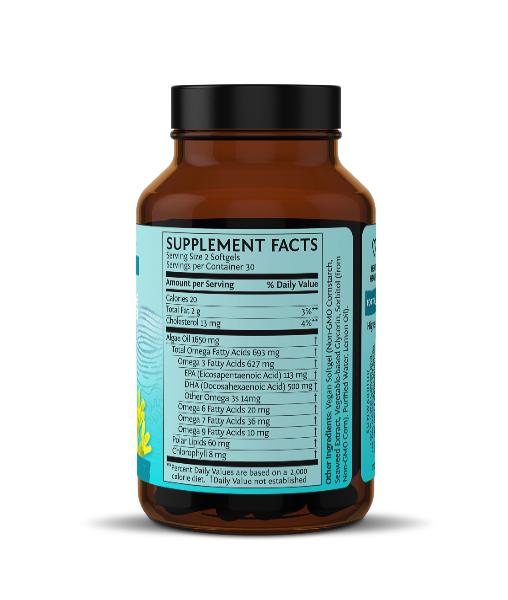 SUPPLEMENT FACTS
Serving Size 2 Softgels
Servings per Container 30
Amount per Serving % Daily Value
Calories 20
Total Fat 2 g 3%**
Cholesterol 13 mg 4%**
Algae Oil 1650 mg †
Total Omega Fatty Acids 693 mg †
Omega 3 Fatty Acids 627 mg †
EPA (Eicosapentaenoic Acid) 113 mg †
DHA (Docosahexaenoic Acid) 500 mg †
Other Omega 3s 14mg †
Omega 6 Fatty Acids 20 mg †
Omega 7 Fatty Acids 36 mg †
Omega 9 Fatty Acids 10 mg †
Polar Lipids 60 mg †
Chlorophyll 8 mg †
**Percent Daily Values are based on a 2,000
calorie diet. †Daily Value not established
Other Ingredients: Vegan Softgel (Non-GMO Cornstarch,
Seaweed Extract, Vegetable-based Glycerin, Sorbitol (from
Non-GMO Corn), Purified Water, Lemon Oil).